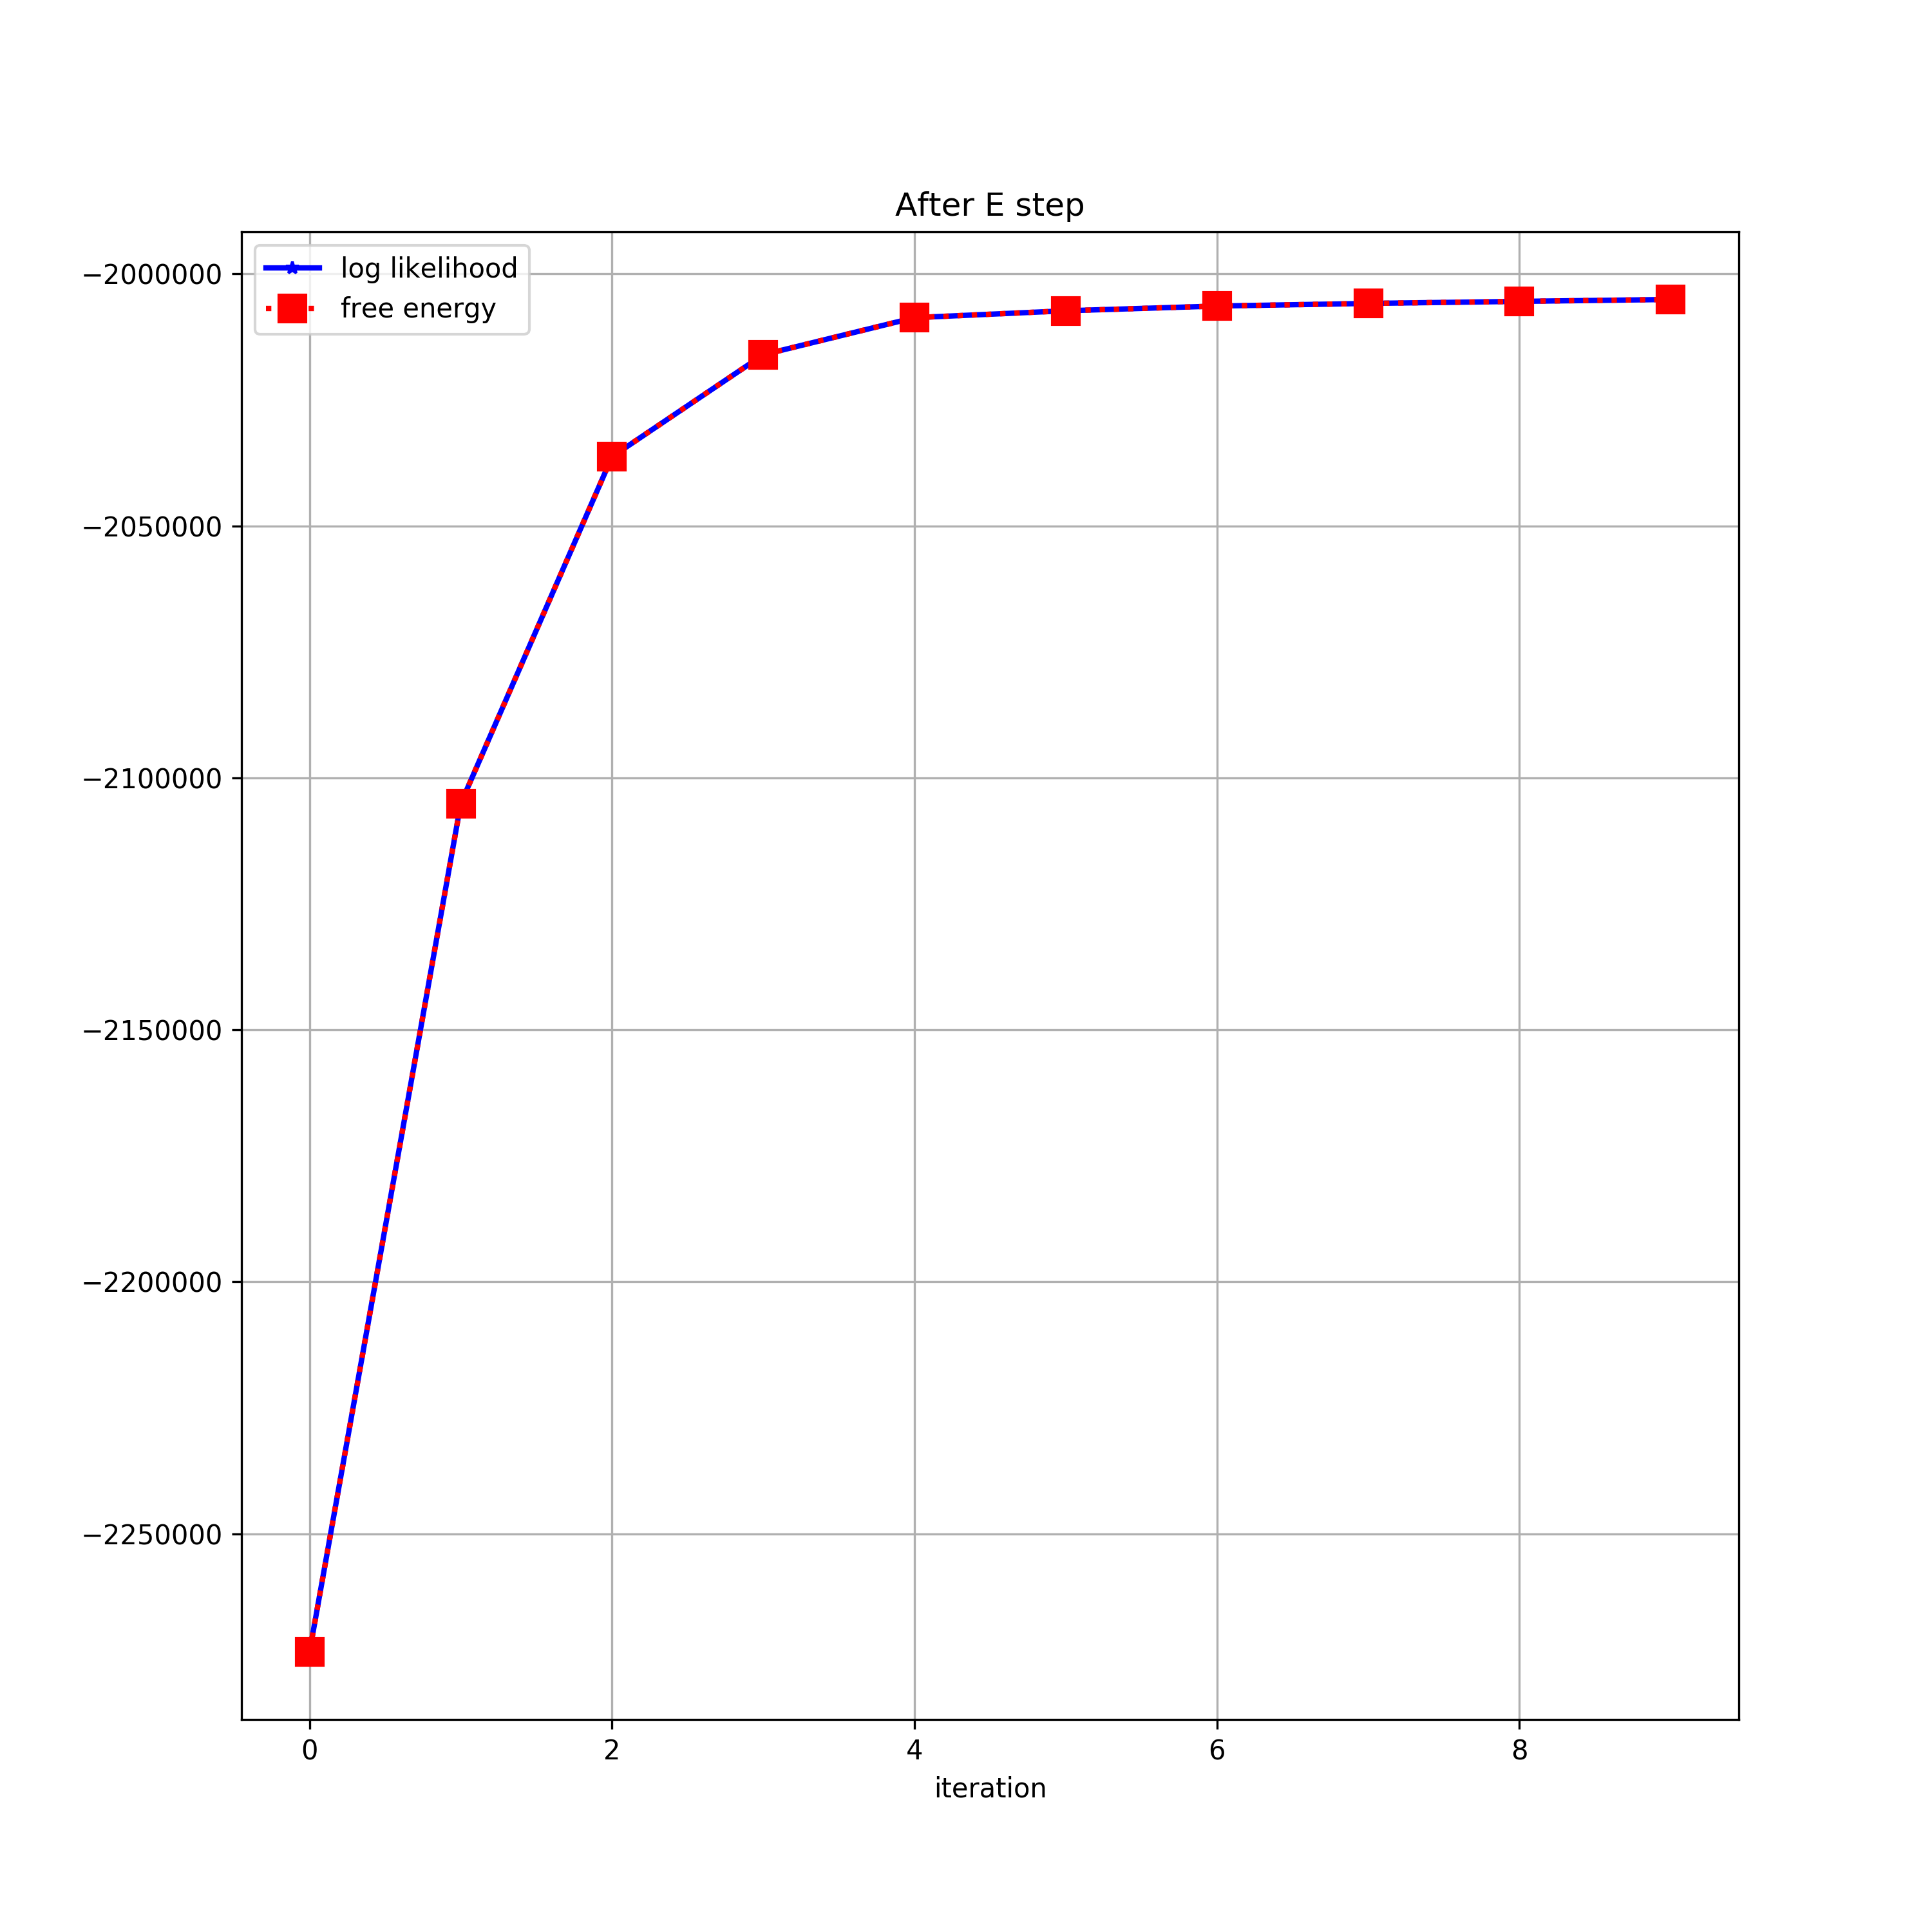 After E step
log likelihood
free energy
−2000000
−2050000
−2100000
−2150000
−2200000
−2250000
0 2 4 6 8
iteration